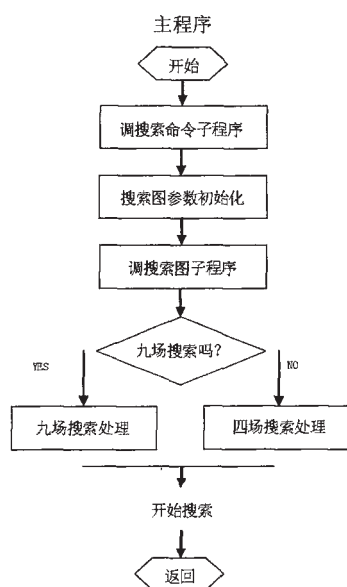 主程序
开始
调搜索命令子程序
搜索图参数初始化
调搜索图子程序
九场搜索吗?
YES
NO
九场搜索处理
四场搜索处理
开始搜索
返回